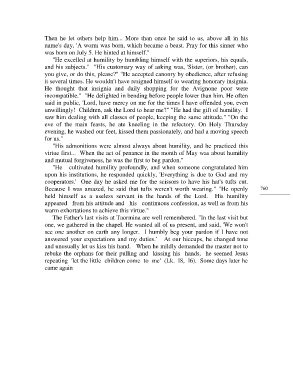 Then he let others help him... More than once he said to us, above all in his
name's day, 'A worm was born, which became a beast. Pray for this sinner who
was born on July 5. He hinted at himself."
"He excelled at humility by humbling himself with the superiors, his equals,
and his subjects." "His customary way of asking was, 'Sister, (or brother), can
you give, or do this, please?" "He accepted canonry by obedience, after refusing
it several times. He wouldn't have resigned himself to wearing honorary insignia.
He thought that insignia and daily shopping for the Avignone poor were
incompatible." "He delighted in bending before people lower than him. He often
said in public, 'Lord, have mercy on me for the times I have offended you, even
unwillingly! Children, ask the Lord to hear me!'" "He had the gift of humility. I
saw him dealing with all classes of people, keeping the same attitude." "On the
eve of the main feasts, he ate kneeling in the refectory. On Holy Thursday
evening, he washed our feet, kissed them passionately, and had a moving speech
for us."
"His admonitions were almost always about humility, and he practiced this
virtue first... When the act of penance in the month of May was about humility
and mutual forgiveness, he was the first to beg pardon."
"He cultivated humility profoundly, and when someone congratulated him
upon his institutions, he responded quickly, 'Everything is due to God and my
cooperators'. One day he asked me for the scissors to have his hat's tufts cut.
Because I was amazed, he said that tufts weren't worth wearing." "He openly
held himself as a useless servant in the hands of the Lord. His humility
appeared from his attitude and his continuous confession, as well as from his
warm exhortations to achieve this virtue."
The Father's last visits at Taormina are well remembered. "In the last visit but
one, we gathered in the chapel. He wanted all of us present, and said, 'We won't
see one another on earth any longer. I humbly beg your pardon if I have not
answered your expectations and my duties.' At our hiccups, he changed tone
and unusually let us kiss his hand. When he mildly demanded the master not to
rebuke the orphans for their pulling and kissing his hands, he seemed Jesus
repeating 'let the little children come to me' (Lk. 18, 16). Some days later he
came again
760